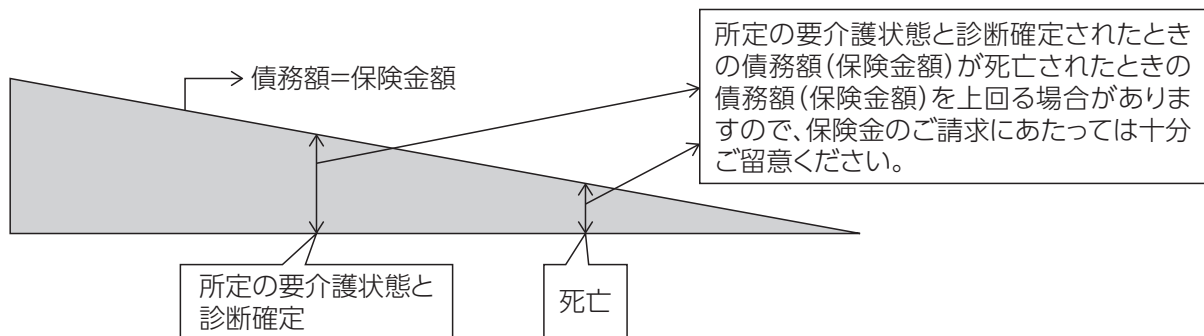 債務額＝保険金額
所定の要介護状態と診断確定されたとき
の債務額(保険金額)が死亡されたときの
債務額(保険金額)を上回る場合がありま
すので、保険金のご請求にあたっては十分
ご留意ください。
所定の要介護状態と
診断確定
死亡